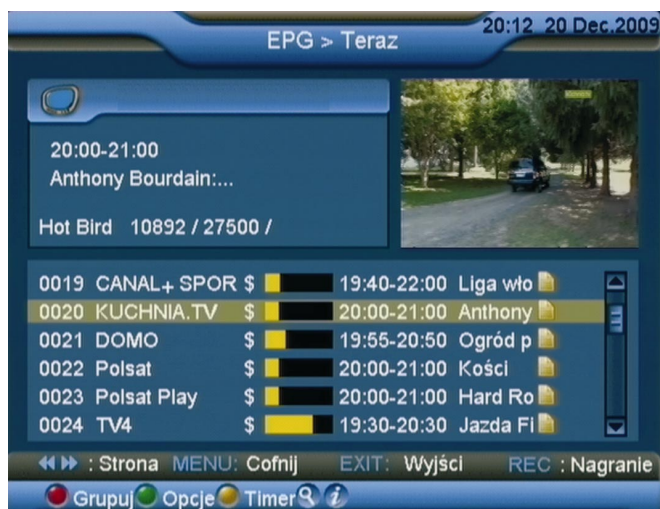 EPG > Teraz
20:12 20 Dec.2009
20:00-21:00
Anthony Bourdain:...
Hot Bird 10892 / 27500 /
0019 CANAL+ SPOR $ 19:40-22:00 Liga wło
0020 KUCHNIA.TV $ 20:00-21:00 Anthony
0021 DOMO $ 19:55-20:50 Ogród p
0022 Polsat $ 20:00-21:00 Kości
0023 Polsat Play $ 20:00-21:00 Hard Ro
0024 TV4 $ 19:30-20:30 Jazda Fi
: Strona MENU: Cofnij EXIT: Wyjści REC : Nagranie
Grupuj Opcje Timer i